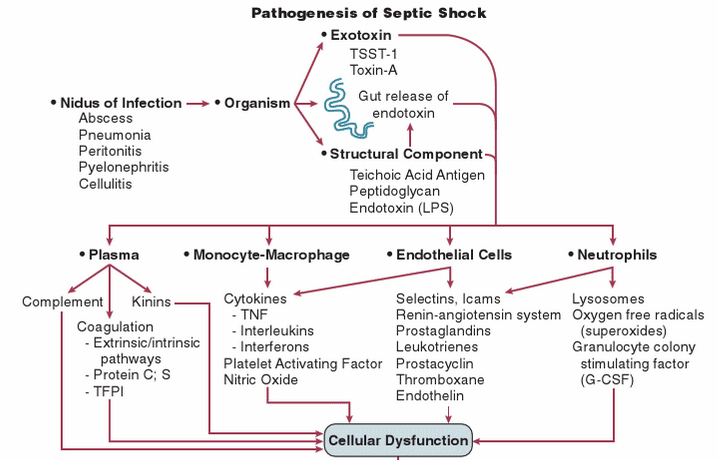 Pathogenesis of Septic Shock
• Exotoxin
TSST-1
Toxin-A
• Nidus of Infection
Abscess
Pneumonia
Peritonitis
Pyelonephritis
Cellulitis
• Organism
Gut release of
endotoxin
• Structural Component
Teichoic Acid Antigen
Peptidoglycan
Endotoxin (LPS)
• Plasma
Complement
Kinins
Coagulation
- Extrinsic/intrinsic
pathways
- Protein C; S
- TFPI
• Monocyte-Macrophage
Cytokines
- TNF
- Interleukins
- Interferons
Platelet Activating Factor
Nitric Oxide
• Endothelial Cells
Selectins, Icams
Renin-angiotensin system
Prostaglandins
Leukotrienes
Prostacyclin
Thromboxane
Endothelin
• Neutrophils
Lysosomes
Oxygen free radicals
(superoxides)
Granulocyte colony
stimulating factor
(G-CSF)
Cellular Dysfunction